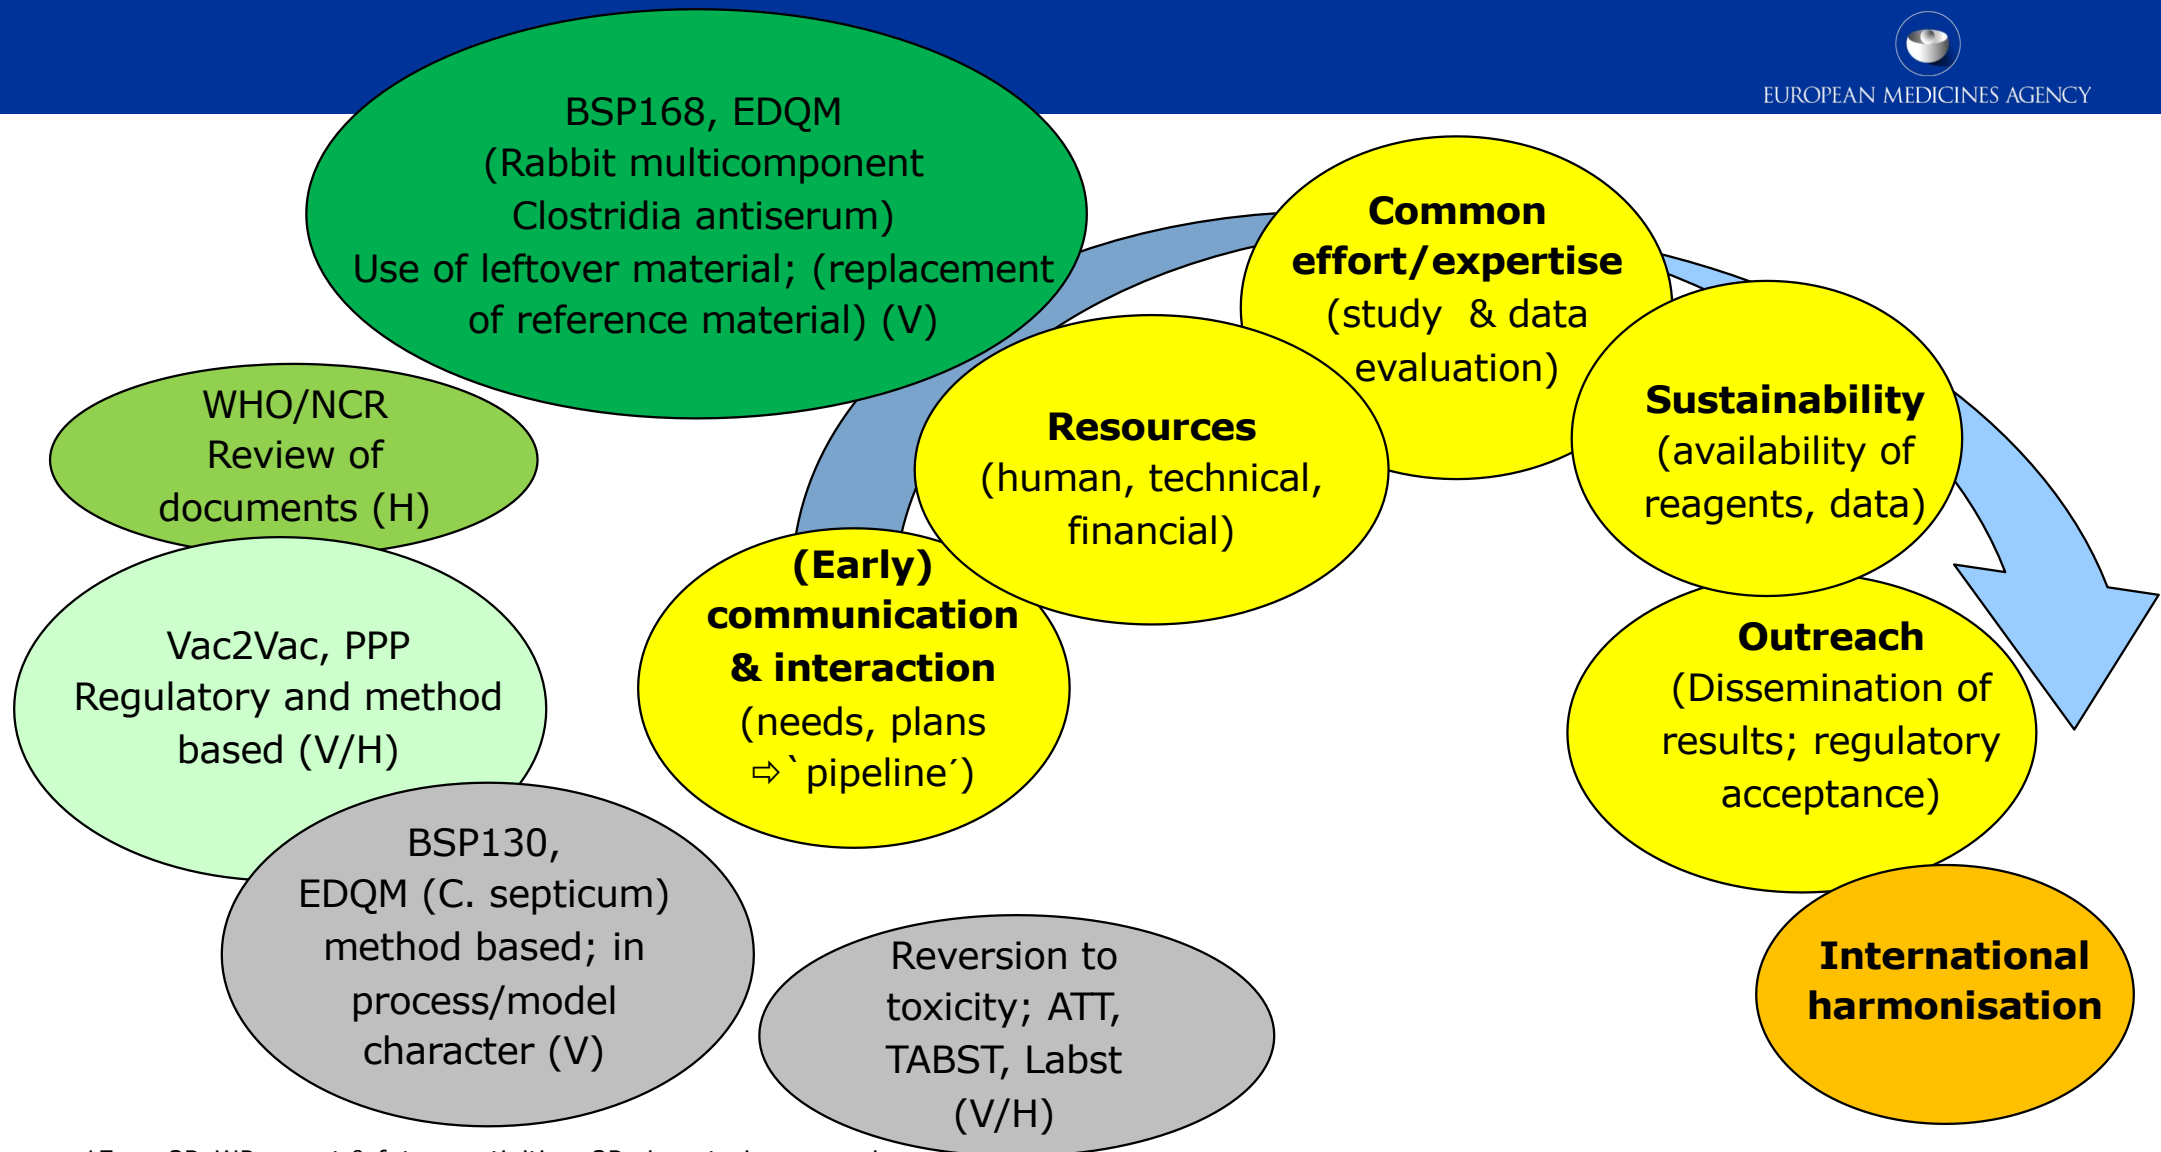 EUROPEAN MEDICINES AGENCY
BSP168, EDQM
(Rabbit multicomponent
Clostridia antiserum)
Use of leftover material; (replacement
of reference material) (V)
WHO/NCR
Review of
documents (H)
Vac2Vac, PPP
Regulatory and method
based (V/H)
BSP130,
EDQM (C. septicum)
method based; in
process/model
character (V)
Reversion to
toxicity; ATT,
TABST, Labst
(V/H)
(Early)
communication
& interaction
(needs, plans
⇨`pipeline´)
Resources
(human, technical,
financial)
Common
effort/expertise
(study & data
evaluation)
Sustainability
(availability of
reagents, data)
Outreach
(Dissemination of
results; regulatory
acceptance)
International
harmonisation